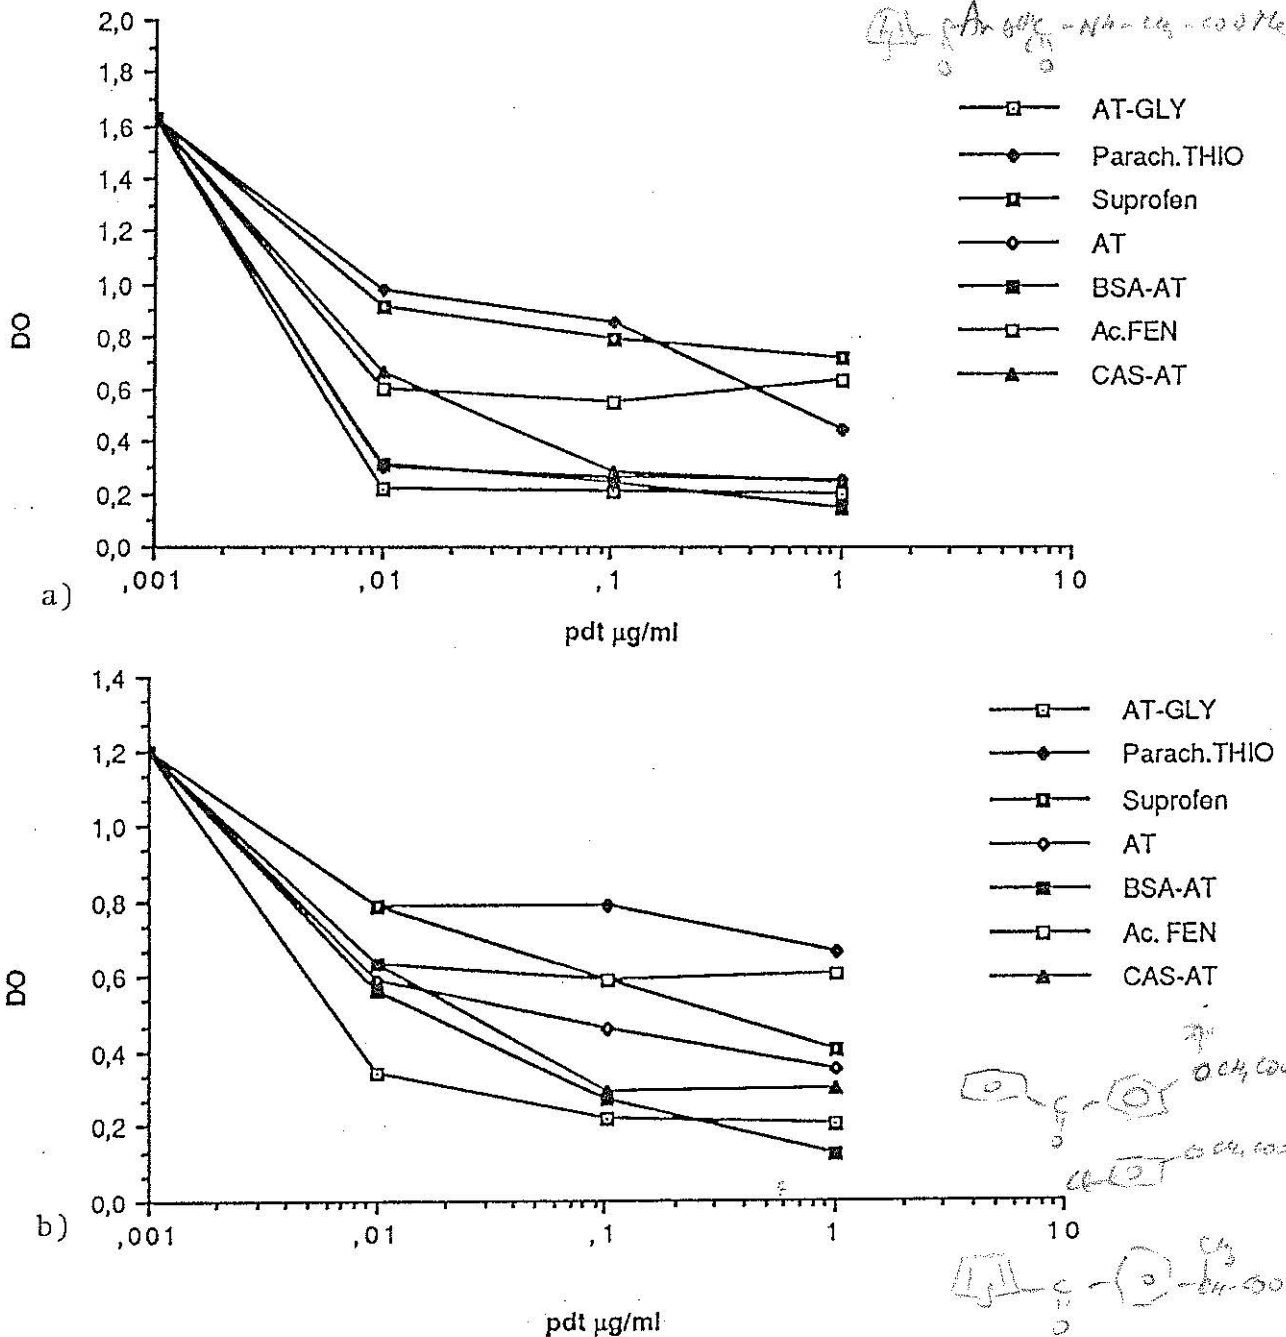 2,0
1,8
1,6
1,4
1,2
1,0
0,8
0,6
0,4
0,2
0,0
DO
,001
,01
,1
1
10
a)
pdt µg/ml
AT-GLY
Parach.THIO
Suprofen
AT
BSA-AT
Ac.FEN
CAS-AT
1,4
1,2
1,0
0,8
0,6
0,4
0,2
0,0
DO
,001
,01
,1
1
10
b)
pdt µg/ml
AT-GLY
Parach.THIO
Suprofen
AT
BSA-AT
Ac. FEN
CAS-AT